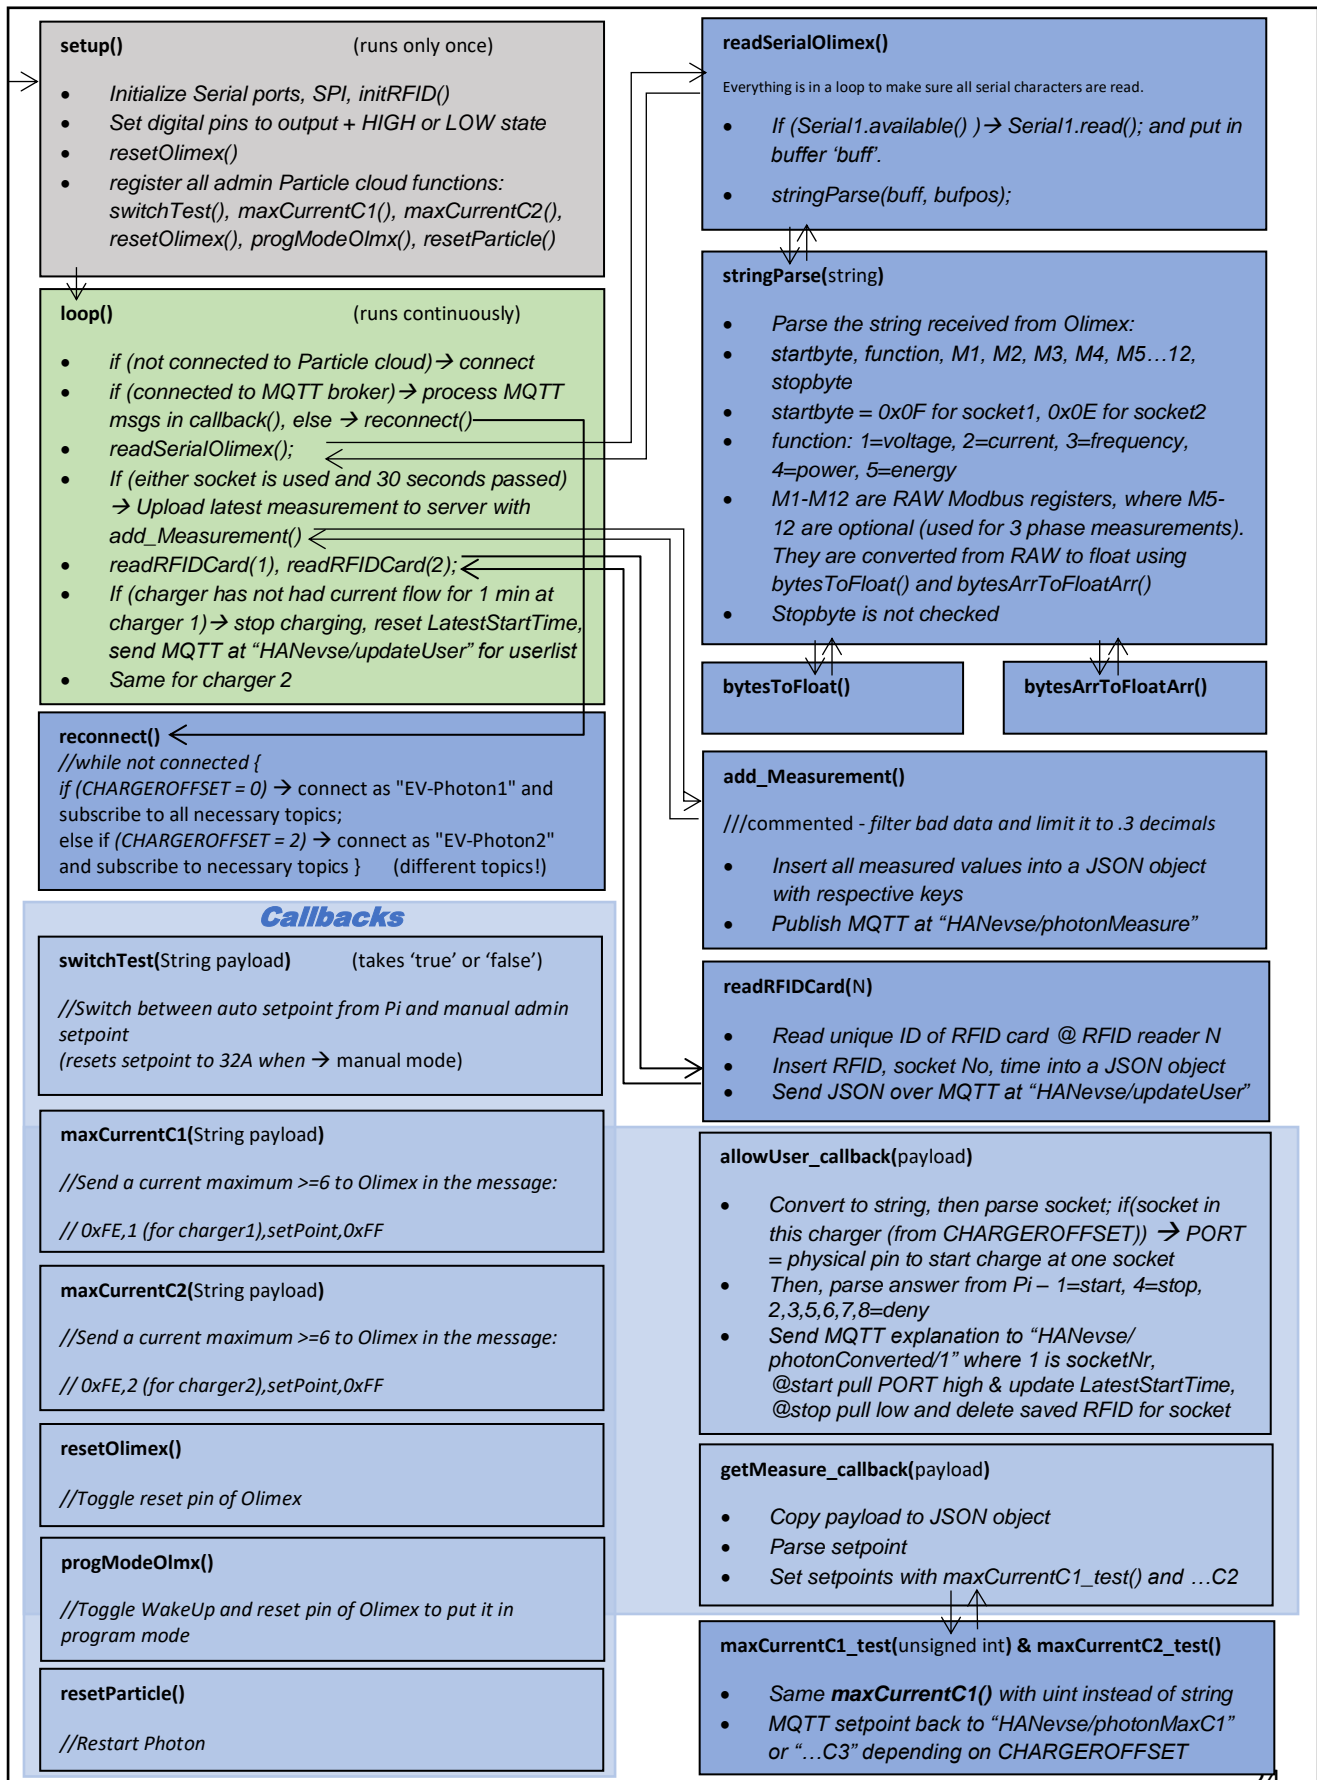 setup() (runs only once)
• Initialize Serial ports, SPI, initRFID()
• Set digital pins to output + HIGH or LOW state
• resetOlimex()
• register all admin Particle cloud functions:
switchTest(), maxCurrentC1(), maxCurrentC2(),
resetOlimex(), progModeOlmx(), resetParticle()
loop() (runs continuously)
• if (not connected to Particle cloud)→ connect
• if (connected to MQTT broker)→ process MQTT
msgs in callback(), else → reconnect()
• readSerialOlimex();
• If (either socket is used and 30 seconds passed)
→ Upload latest measurement to server with
add_Measurement()
• readRFIDCard(1), readRFIDCard(2);
• If (charger has not had current flow for 1 min at
charger 1)→ stop charging, reset LatestStartTime,
send MQTT at “HANevse/updateUser” for userlist
• Same for charger 2
reconnect()
//while not connected {
if (CHARGEROFFSET = 0) → connect as "EV-Photon1" and
subscribe to all necessary topics;
else if (CHARGEROFFSET = 2) → connect as "EV-Photon2"
and subscribe to necessary topics } (different topics!)
Callbacks
switchTest(String payload) (takes ‘true’ or ‘false’)
//Switch between auto setpoint from Pi and manual admin
setpoint
(resets setpoint to 32A when → manual mode)
maxCurrentC1(String payload)
//Send a current maximum >=6 to Olimex in the message:
// 0xFE,1 (for charger1),setPoint,0xFF
maxCurrentC2(String payload)
//Send a current maximum >=6 to Olimex in the message:
// 0xFE,2 (for charger2),setPoint,0xFF
resetOlimex()
//Toggle reset pin of Olimex
progModeOlmx()
//Toggle WakeUp and reset pin of Olimex to put it in
program mode
resetParticle()
//Restart Photon
readSerialOlimex()
Everything is in a loop to make sure all serial characters are read.
• If (Serial1.available() )→ Serial1.read(); and put in
buffer ‘buff’.
• stringParse(buff, bufpos);
stringParse(string)
• Parse the string received from Olimex:
• startbyte, function, M1, M2, M3, M4, M5…12,
stopbyte
• startbyte = 0x0F for socket1, 0x0E for socket2
• function: 1=voltage, 2=current, 3=frequency,
4=power, 5=energy
• M1-M12 are RAW Modbus registers, where M5-
12 are optional (used for 3 phase measurements).
They are converted from RAW to float using
bytesToFloat() and bytesArrToFloatArr()
• Stopbyte is not checked
bytesToFloat()
bytesArrToFloatArr()
add_Measurement()
///commented - filter bad data and limit it to .3 decimals
• Insert all measured values into a JSON object
with respective keys
• Publish MQTT at “HANevse/photonMeasure”
readRFIDCard(N)
• Read unique ID of RFID card @ RFID reader N
• Insert RFID, socket No, time into a JSON object
• Send JSON over MQTT at “HANevse/updateUser”
allowUser_callback(payload)
• Convert to string, then parse socket; if(socket in
this charger (from CHARGEROFFSET)) → PORT
= physical pin to start charge at one socket
• Then, parse answer from Pi – 1=start, 4=stop,
2,3,5,6,7,8=deny
• Send MQTT explanation to “HANevse/
photonConverted/1” where 1 is socketNr,
@start pull PORT high & update LatestStartTime,
@stop pull low and delete saved RFID for socket
getMeasure_callback(payload)
• Copy payload to JSON object
• Parse setpoint
• Set setpoints with maxCurrentC1_test() and …C2
maxCurrentC1_test(unsigned int) & maxCurrentC2_test()
• Same maxCurrentC1() with uint instead of string
• MQTT setpoint back to “HANevse/photonMaxC1”
or “…C3” depending on CHARGEROFFSET